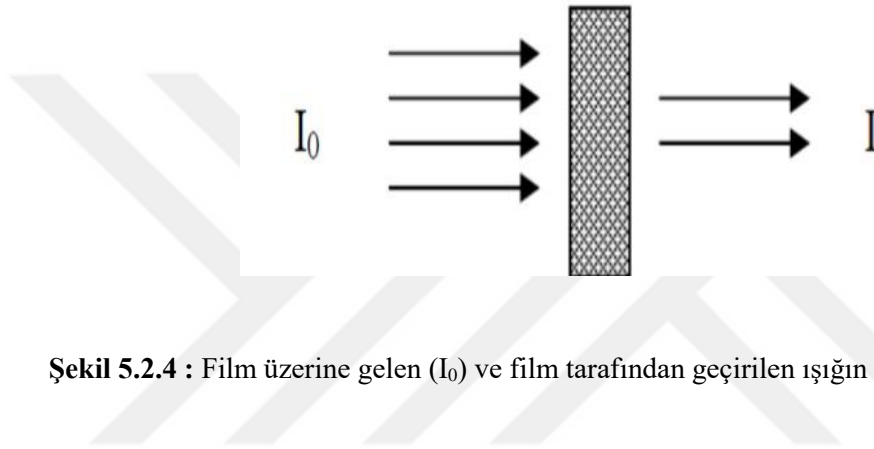 I₀
I
Şekil 5.2.4 : Film üzerine gelen (I₀) ve film tarafından geçirilen ışığın